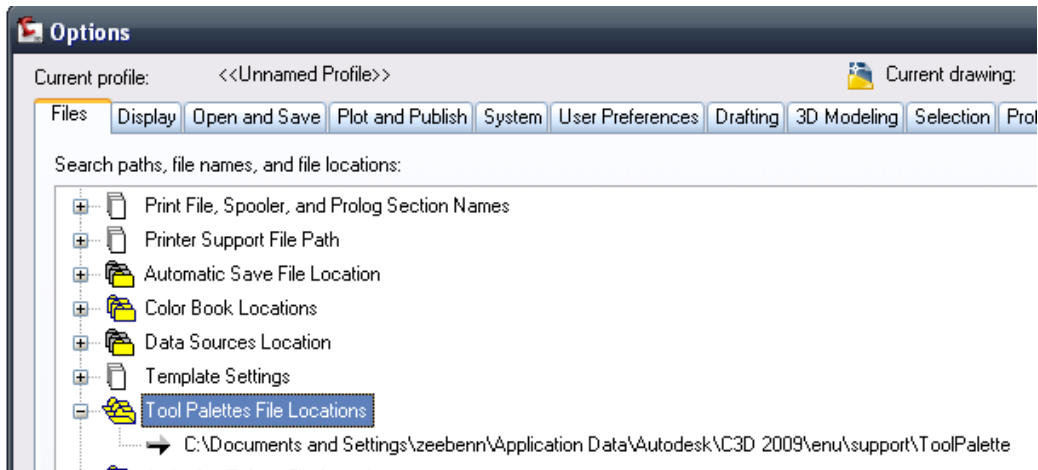 Options
Current profile: <<Unnamed Profile>> Current drawing:
Files Display Open and Save Plot and Publish System User Preferences Drafting 3D Modeling Selection
Search paths, file names, and file locations:
Print File, Spooler, and Prolog Section Names
Printer Support File Path
Automatic Save File Location
Color Book Locations
Data Sources Location
Template Settings
Tool Palettes File Locations
C:\Documents and Settings\zeebenn\Application Data\Autodesk\C3D 2009\enu\support\ToolPalette